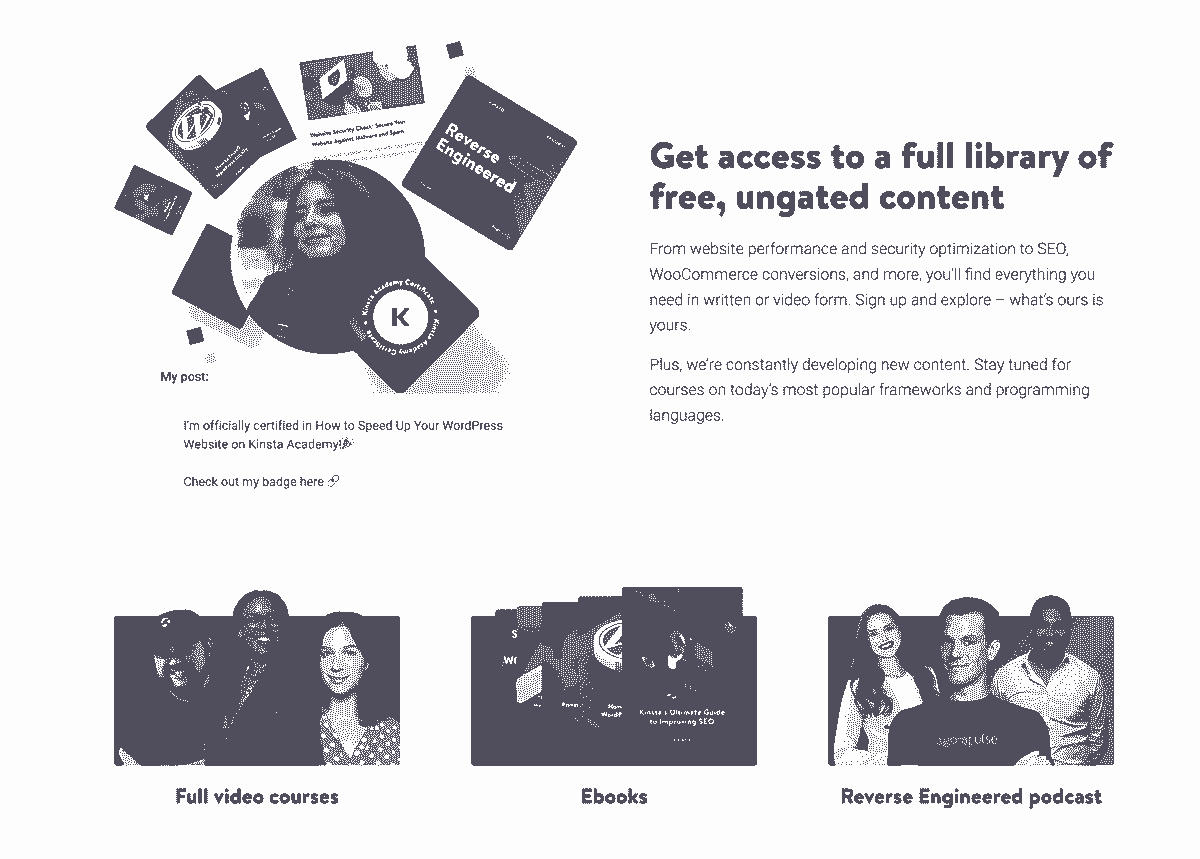 Website Security Check: Secure Your
Website Against Malware and Spam
Reverse
Engineered
Kinsta Academy Certificate • Kinsta Academy Certificate •
K
My post:
I'm officially certified in How to Speed Up Your WordPress
Website on Kinsta Academy!🎉
Check out my badge here 🔗
Get access to a full library of
free, ungated content
From website performance and security optimization to SEO,
WooCommerce conversions, and more, you'll find everything you
need in written or video form. Sign up and explore – what's ours is
yours.
Plus, we're constantly developing new content. Stay tuned for
courses on today's most popular frameworks and programming
languages.
Kinsta's Ultimate Guide
to Improving SEO
agorapulse
Full video courses
Ebooks
Reverse Engineered podcast